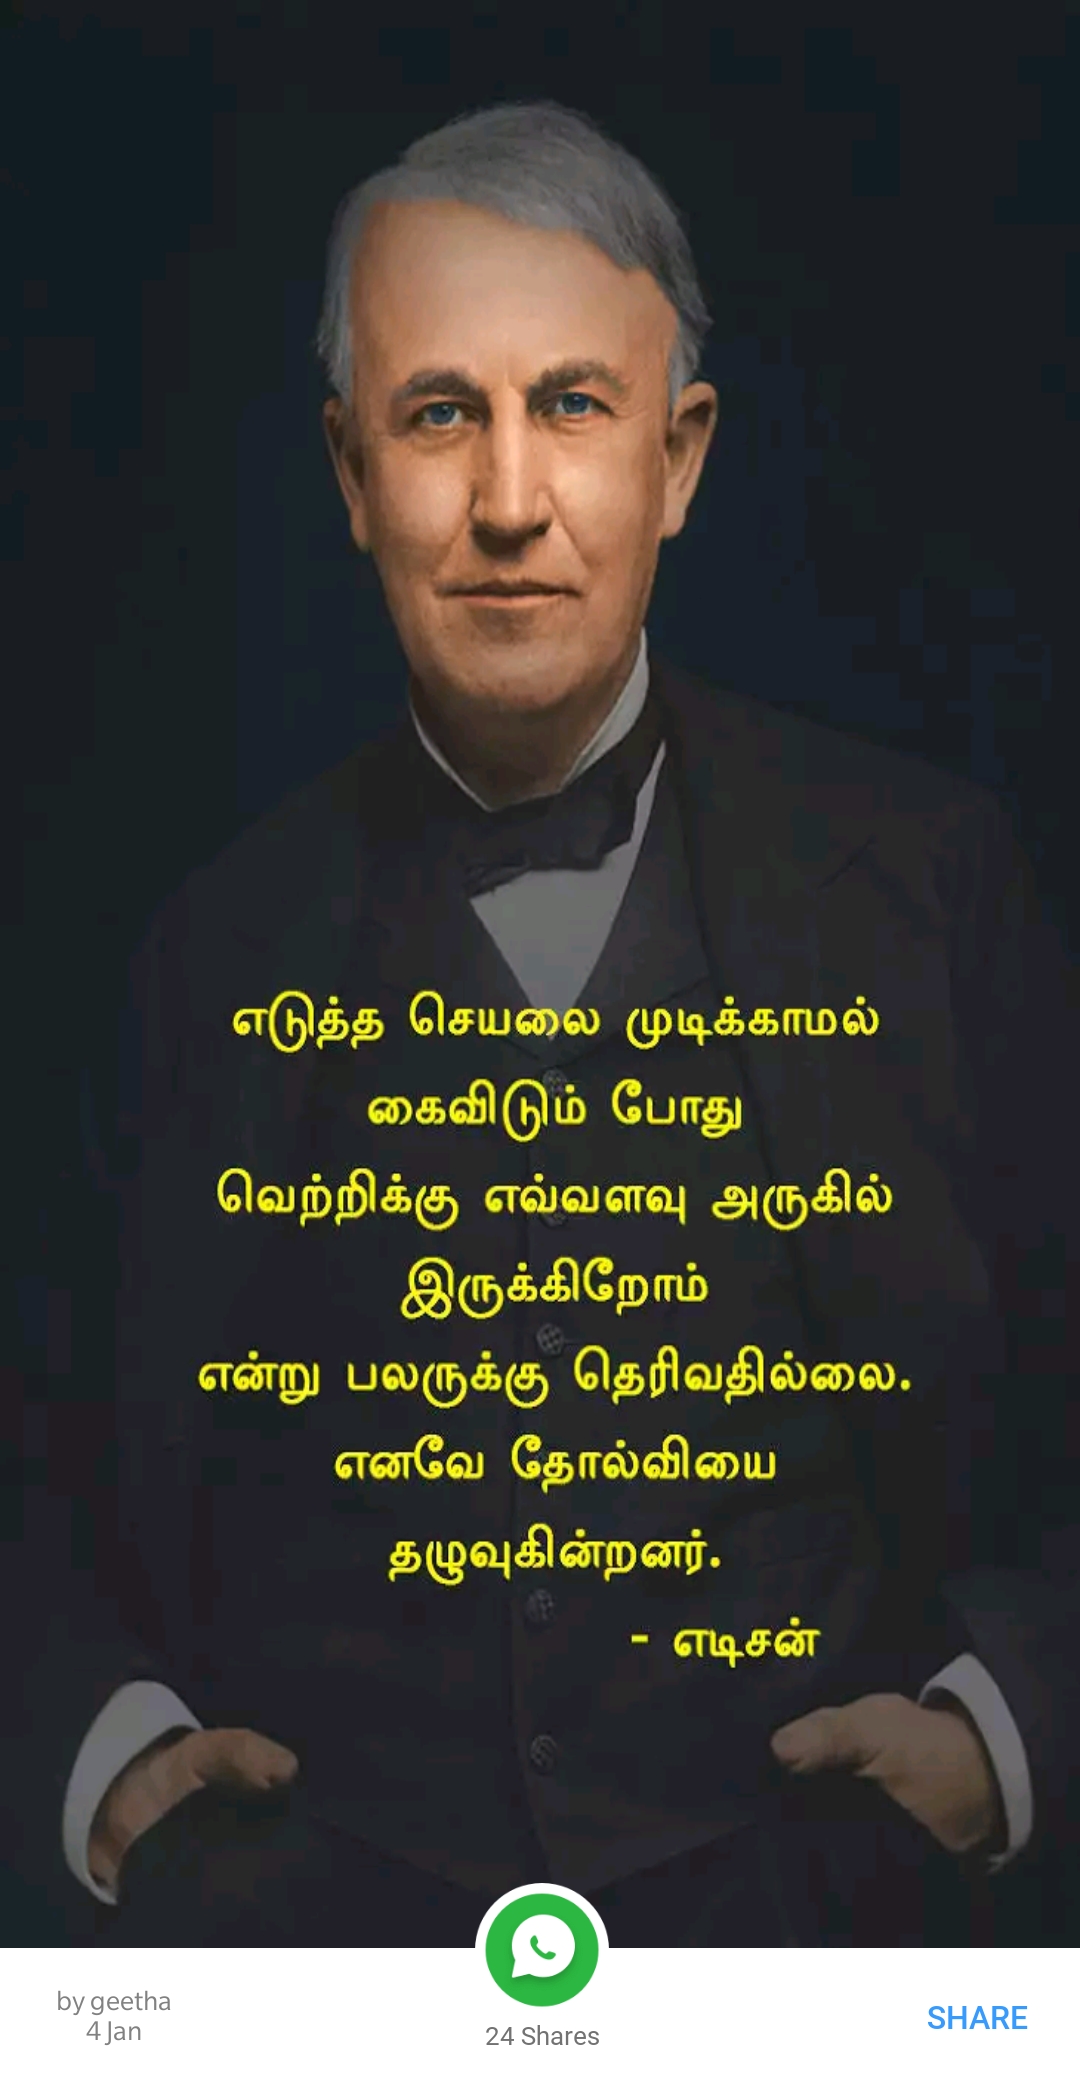 எடுத்த செயலை முடிக்காமல்
கைவிடும் போது
வெற்றிக்கு எவ்வளவு அருகில்
இருக்கிறோம்
என்று பலருக்கு தெரிவதில்லை.
எனவே தோல்வியை
தழுவுகின்றனர்.
- எடிசன்
by geetha
4 Jan
24 Shares
SHARE